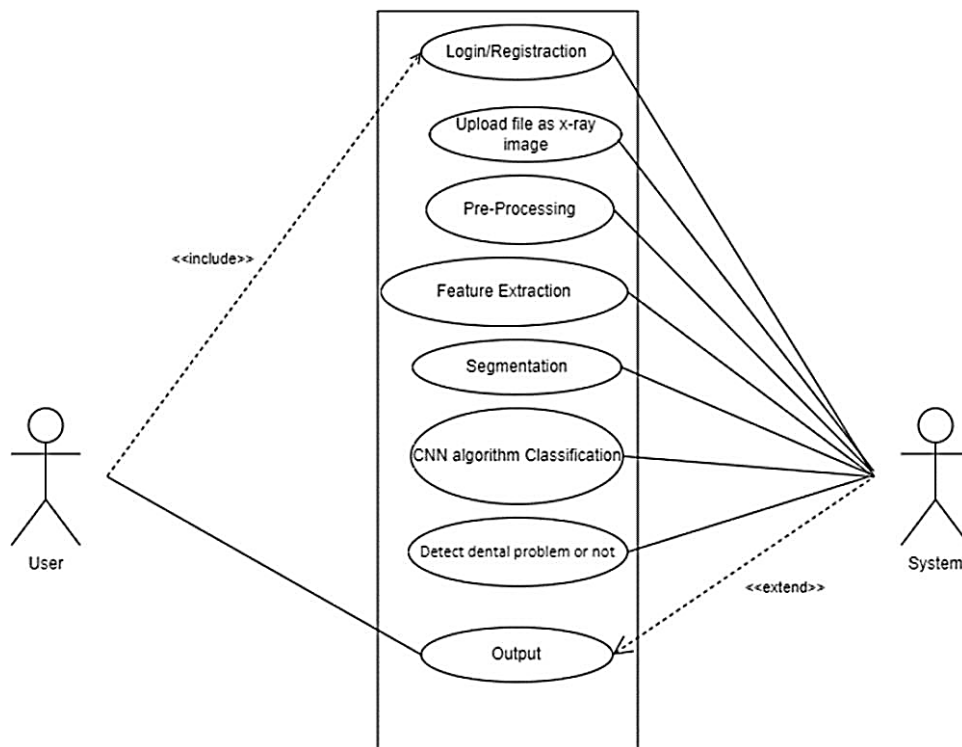 Login/Registraction
Upload file as x-ray
image
Pre-Processing
<<include>>
Feature Extraction
Segmentation
CNN algorithm Classification
Detect dental problem or not
User
System
<<extend>>
Output